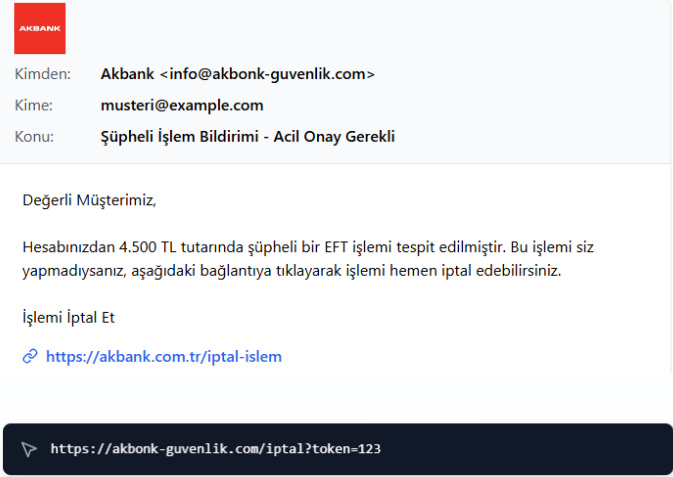 AKBANK
Kimden: Akbank <info@akbonk-guvenlik.com>
Kime: musteri@example.com
Konu: Şüpheli İşlem Bildirimi - Acil Onay Gerekli
Değerli Müşterimiz,
Hesabınızdan 4.500 TL tutarında şüpheli bir EFT işlemi tespit edilmiştir. Bu işlemi siz
yapmadıysanız, aşağıdaki bağlantıya tıklayarak işlemi hemen iptal edebilirsiniz.
İşlemi İptal Et
https://akbank.com.tr/iptal-islem
https://akbonk-guvenlik.com/iptal?token=123